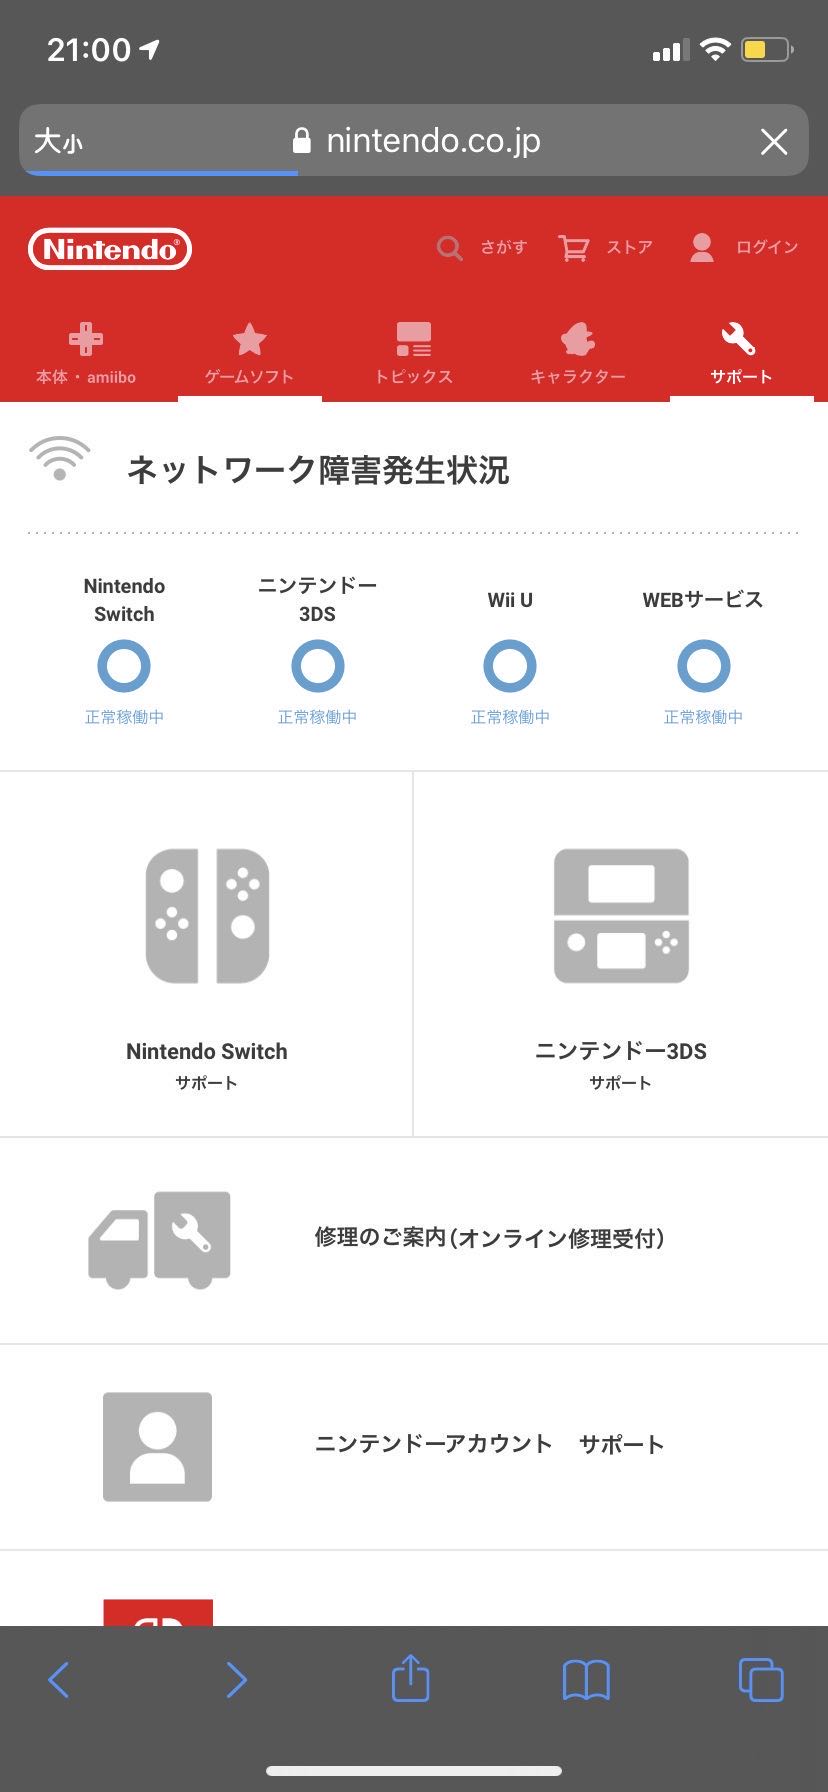 21:00
大小 nintendo.co.jp
Nintendo® さがす ストア ログイン
本体・amiibo ゲームソフト トピックス キャラクター サポート
ネットワーク障害発生状況
Nintendo
Switch
正常稼働中
ニンテンドー
3DS
正常稼働中
Wii U
正常稼働中
WEBサービス
正常稼働中
Nintendo Switch
サポート
ニンテンドー3DS
サポート
修理のご案内(オンライン修理受付)
ニンテンドーアカウント　サポート